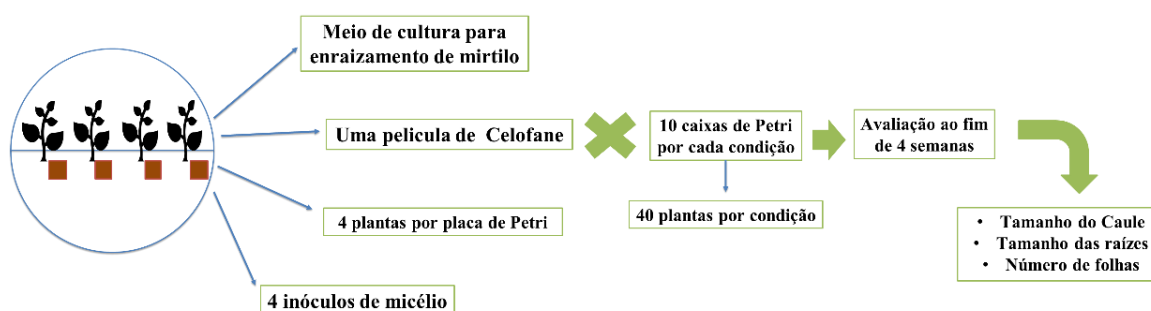 Meio de cultura para
enraizamento de mirtilo
Uma pelicula de Celofane
4 plantas por placa de Petri
4 inóculos de micélio
10 caixas de Petri
por cada condição
40 plantas por condição
Avaliação ao fim
de 4 semanas
• Tamanho do Caule
• Tamanho das raízes
• Número de folhas